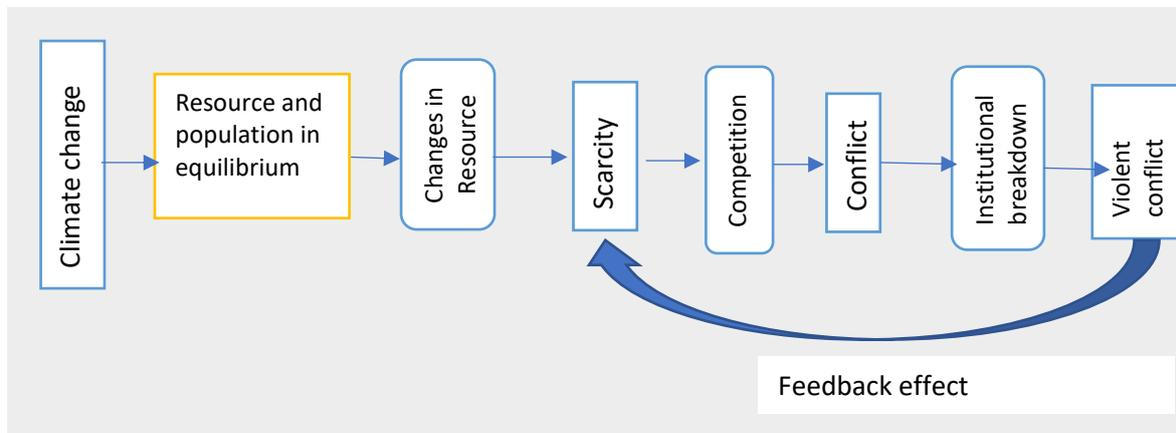 Climate change
Resource and
population in
equilibrium
Changes in
Resource
Scarcity
Competition
Conflict
Institutional
breakdown
Violent
conflict
Feedback effect